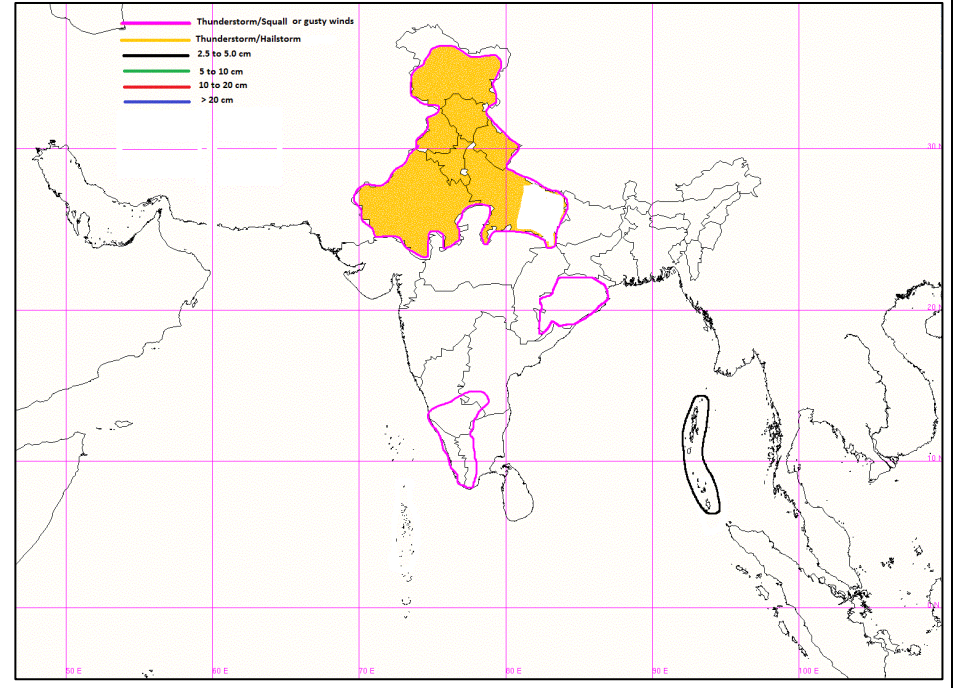 Thunderstorm/Squall or gusty winds
Thunderstorm/Hailstorm
2.5 to 5.0 cm
5 to 10 cm
10 to 20 cm
> 20 cm
30 N
20 N
10 N
50 E
60 E
70 E
80 E
90 E
100 E